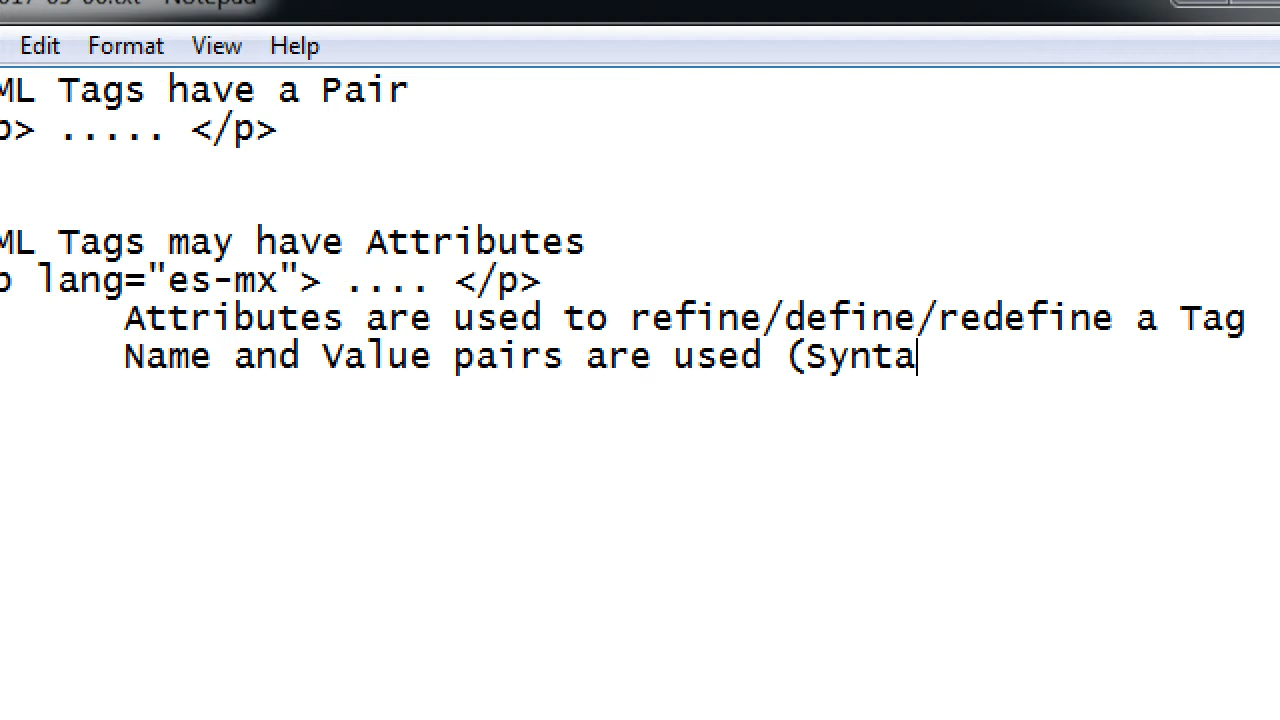 Notepad
Edit Format View Help
ML Tags have a Pair
p> ..... </p>
ML Tags may have Attributes
p lang="es-mx"> .... </p>
Attributes are used to refine/define/redefine a Tag
Name and Value pairs are used (Synta